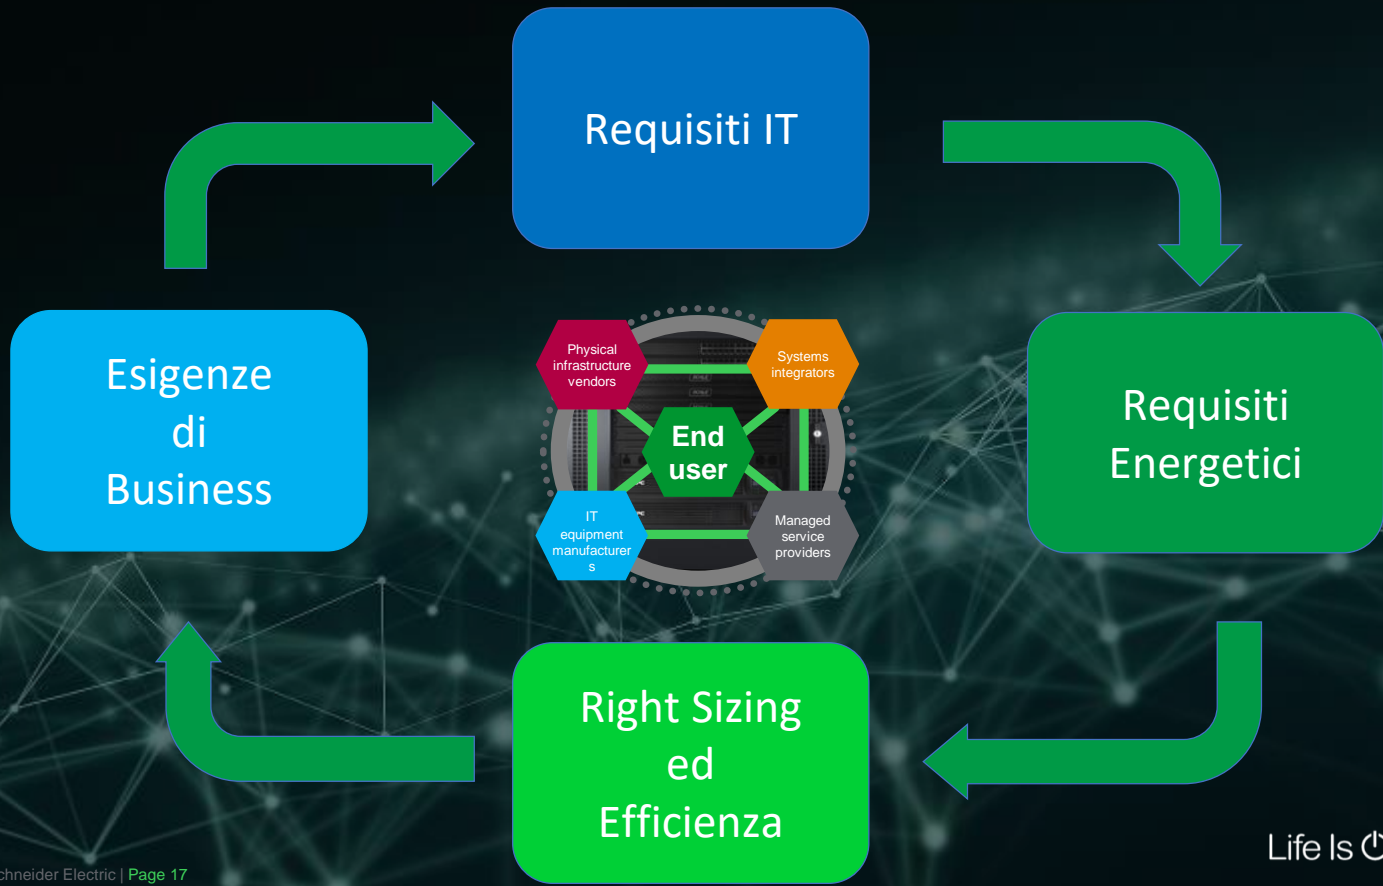 Requisiti IT
Esigenze
di
Business
Requisiti
Energetici
Physical
infrastructure
vendors
Systems
integrators
End
user
IT
equipment
manufacturer
s
Managed
service
providers
Right Sizing
ed
Efficienza
Life Is
chneider Electric | Page 17